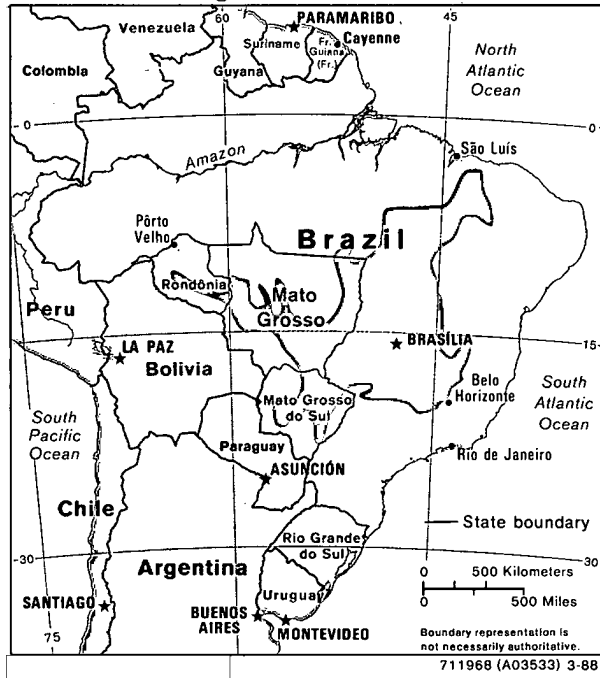 60
45
PARAMARIBO
Venezuela
Cayenne
Suriname
Fr.
Guiana
(Fr.)
North
Atlantic
Ocean
Colombia
Guyana
0
0
Amazon
São Luís
Pôrto
Velho
Brazil
Rondônia
Mato
Grosso
Peru
15
BRASÍLIA
LA PAZ
Bolivia
Belo
Horizonte
South
Atlantic
Ocean
Mato Grosso
do Sul
South
Pacific
Ocean
Paraguay
Rio de Janeiro
ASUNCIÓN
Chile
State boundary
Rio Grande
do Sul
-30
30
Argentina
0 500 Kilometers
0 500 Miles
Uruguay
SANTIAGO
BUENOS
AIRES
MONTEVIDEO
75
Boundary representation is
not necessarily authoritative.
711968 (A03533) 3-88